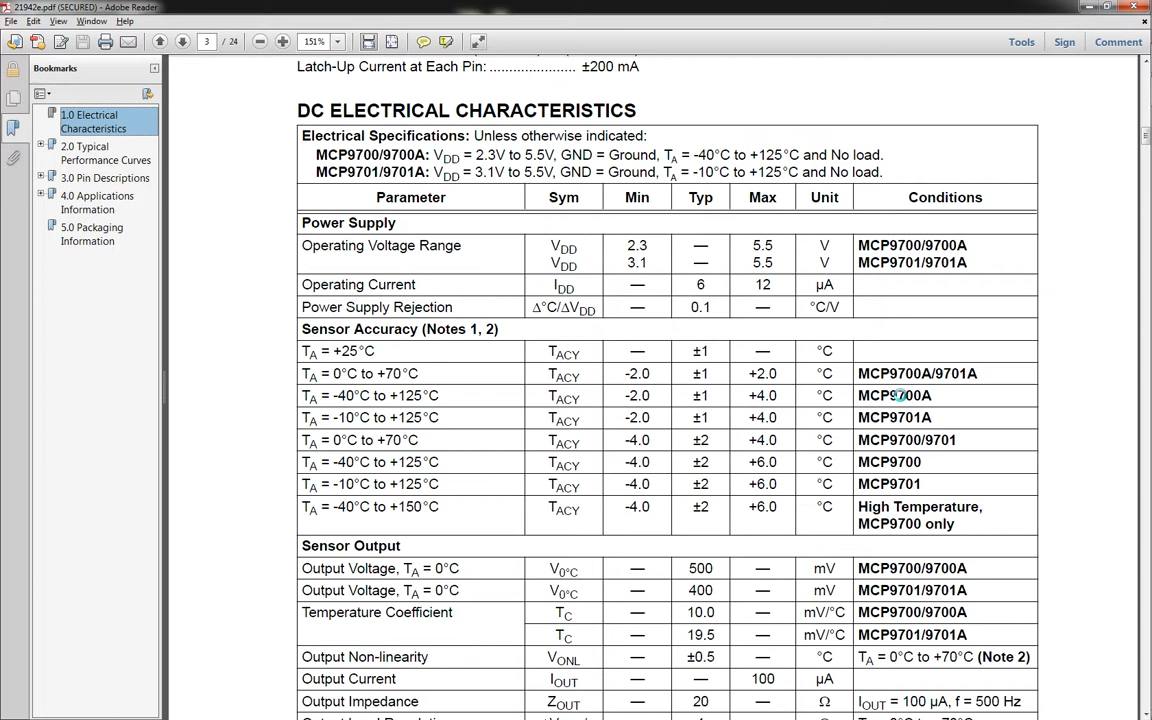 21942e.pdf (SECURED) - Adobe Reader
File Edit View Window Help
3 / 24 151% Tools Sign Comment
Bookmarks
1.0 Electrical
Characteristics
2.0 Typical
Performance Curves
3.0 Pin Descriptions
4.0 Applications
Information
5.0 Packaging
Information
Latch-Up Current at Each Pin: ...................... ±200 mA
DC ELECTRICAL CHARACTERISTICS
Electrical Specifications: Unless otherwise indicated:
MCP9700/9700A: VDD = 2.3V to 5.5V, GND = Ground, TA = -40°C to +125°C and No load.
MCP9701/9701A: VDD = 3.1V to 5.5V, GND = Ground, TA = -10°C to +125°C and No load.
Parameter Sym Min Typ Max Unit Conditions
Power Supply
Operating Voltage Range VDD 2.3 — 5.5 V MCP9700/9700A
VDD 3.1 — 5.5 V MCP9701/9701A
Operating Current IDD — 6 12 µA
Power Supply Rejection Δ°C/ΔVDD — 0.1 — °C/V
Sensor Accuracy (Notes 1, 2)
TA = +25°C TACY — ±1 — °C
TA = 0°C to +70°C TACY -2.0 ±1 +2.0 °C MCP9700A/9701A
TA = -40°C to +125°C TACY -2.0 ±1 +4.0 °C MCP9700A
TA = -10°C to +125°C TACY -2.0 ±1 +4.0 °C MCP9701A
TA = 0°C to +70°C TACY -4.0 ±2 +4.0 °C MCP9700/9701
TA = -40°C to +125°C TACY -4.0 ±2 +6.0 °C MCP9700
TA = -10°C to +125°C TACY -4.0 ±2 +6.0 °C MCP9701
TA = -40°C to +150°C TACY -4.0 ±2 +6.0 °C High Temperature,
MCP9700 only
Sensor Output
Output Voltage, TA = 0°C V0°C — 500 — mV MCP9700/9700A
Output Voltage, TA = 0°C V0°C — 400 — mV MCP9701/9701A
Temperature Coefficient TC — 10.0 — mV/°C MCP9700/9700A
TC — 19.5 — mV/°C MCP9701/9701A
Output Non-linearity VONL — ±0.5 — °C TA = 0°C to +70°C (Note 2)
Output Current IOUT — — 100 µA
Output Impedance ZOUT — 20 — Ω IOUT = 100 µA, f = 500 Hz